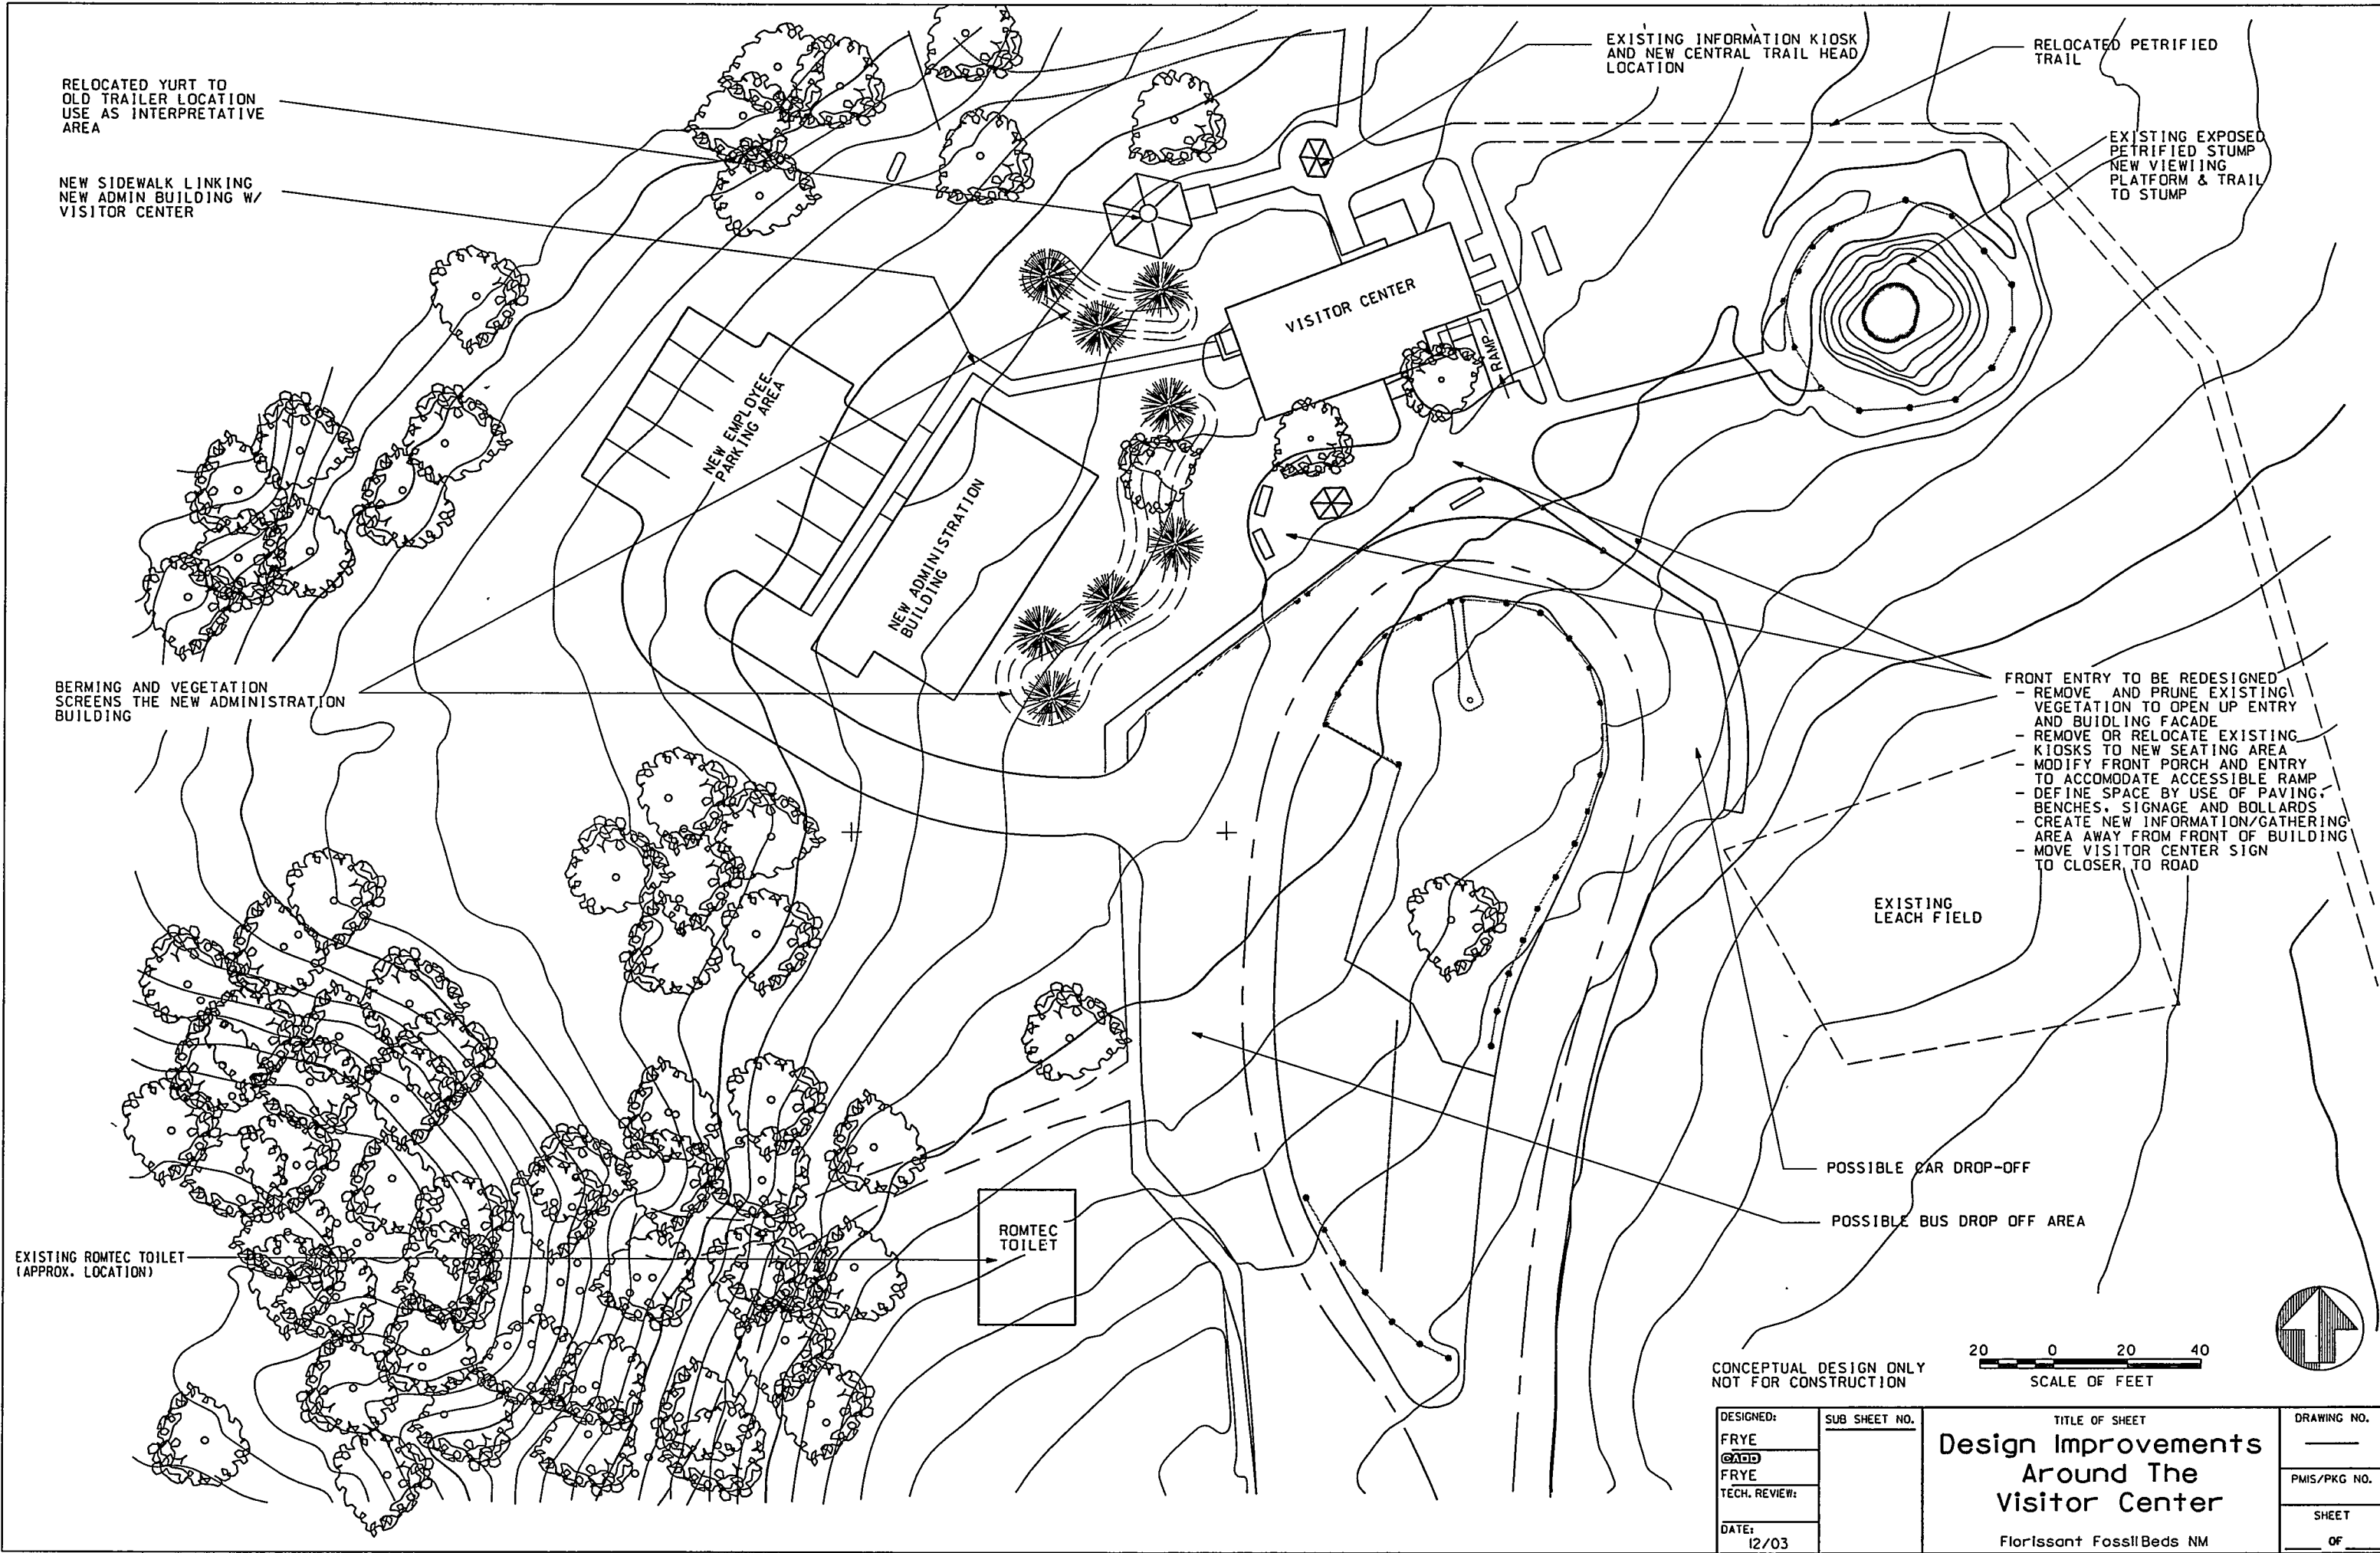 RELOCATED YURT TO
OLD TRAILER LOCATION
USE AS INTERPRETATIVE
AREA
NEW SIDEWALK LINKING
NEW ADMIN BUILDING W/
VISITOR CENTER
EXISTING INFORMATION KIOSK
AND NEW CENTRAL TRAIL HEAD
LOCATION
RELOCATED PETRIFIED
TRAIL
EXISTING EXPOSED
PETRIFIED STUMP
NEW VIEWIING
PLATFORM & TRAIL
TO STUMP
VISITOR CENTER
RAMP
NEW EMPLOYEE
PARKING AREA
NEW ADMINISTRATION
BUILDING
BERMING AND VEGETATION
SCREENS THE NEW ADMINISTRATION
BUILDING
FRONT ENTRY TO BE REDESIGNED
- REMOVE AND PRUNE EXISTING
VEGETATION TO OPEN UP ENTRY
AND BUIDLING FACADE
- REMOVE OR RELOCATE EXISTING
KIOSKS TO NEW SEATING AREA
- MODIFY FRONT PORCH AND ENTRY
TO ACCOMODATE ACCESSIBLE RAMP
- DEFINE SPACE BY USE OF PAVING,
BENCHES, SIGNAGE AND BOLLARDS
- CREATE NEW INFORMATION/GATHERING
AREA AWAY FROM FRONT OF BUILDING
- MOVE VISITOR CENTER SIGN
TO CLOSER TO ROAD
EXISTING
LEACH FIELD
POSSIBLE CAR DROP-OFF
POSSIBLE BUS DROP OFF AREA
EXISTING ROMTEC TOILET
(APPROX. LOCATION)
ROMTEC
TOILET
CONCEPTUAL DESIGN ONLY
NOT FOR CONSTRUCTION
20 0 20 40
SCALE OF FEET
DESIGNED:
FRYE
CADD
FRYE
TECH. REVIEW:
DATE:
12/03
SUB SHEET NO.
TITLE OF SHEET
Design Improvements
Around The
Visitor Center
Florissant FossilBeds NM
DRAWING NO.
PMIS/PKG NO.
SHEET
OF